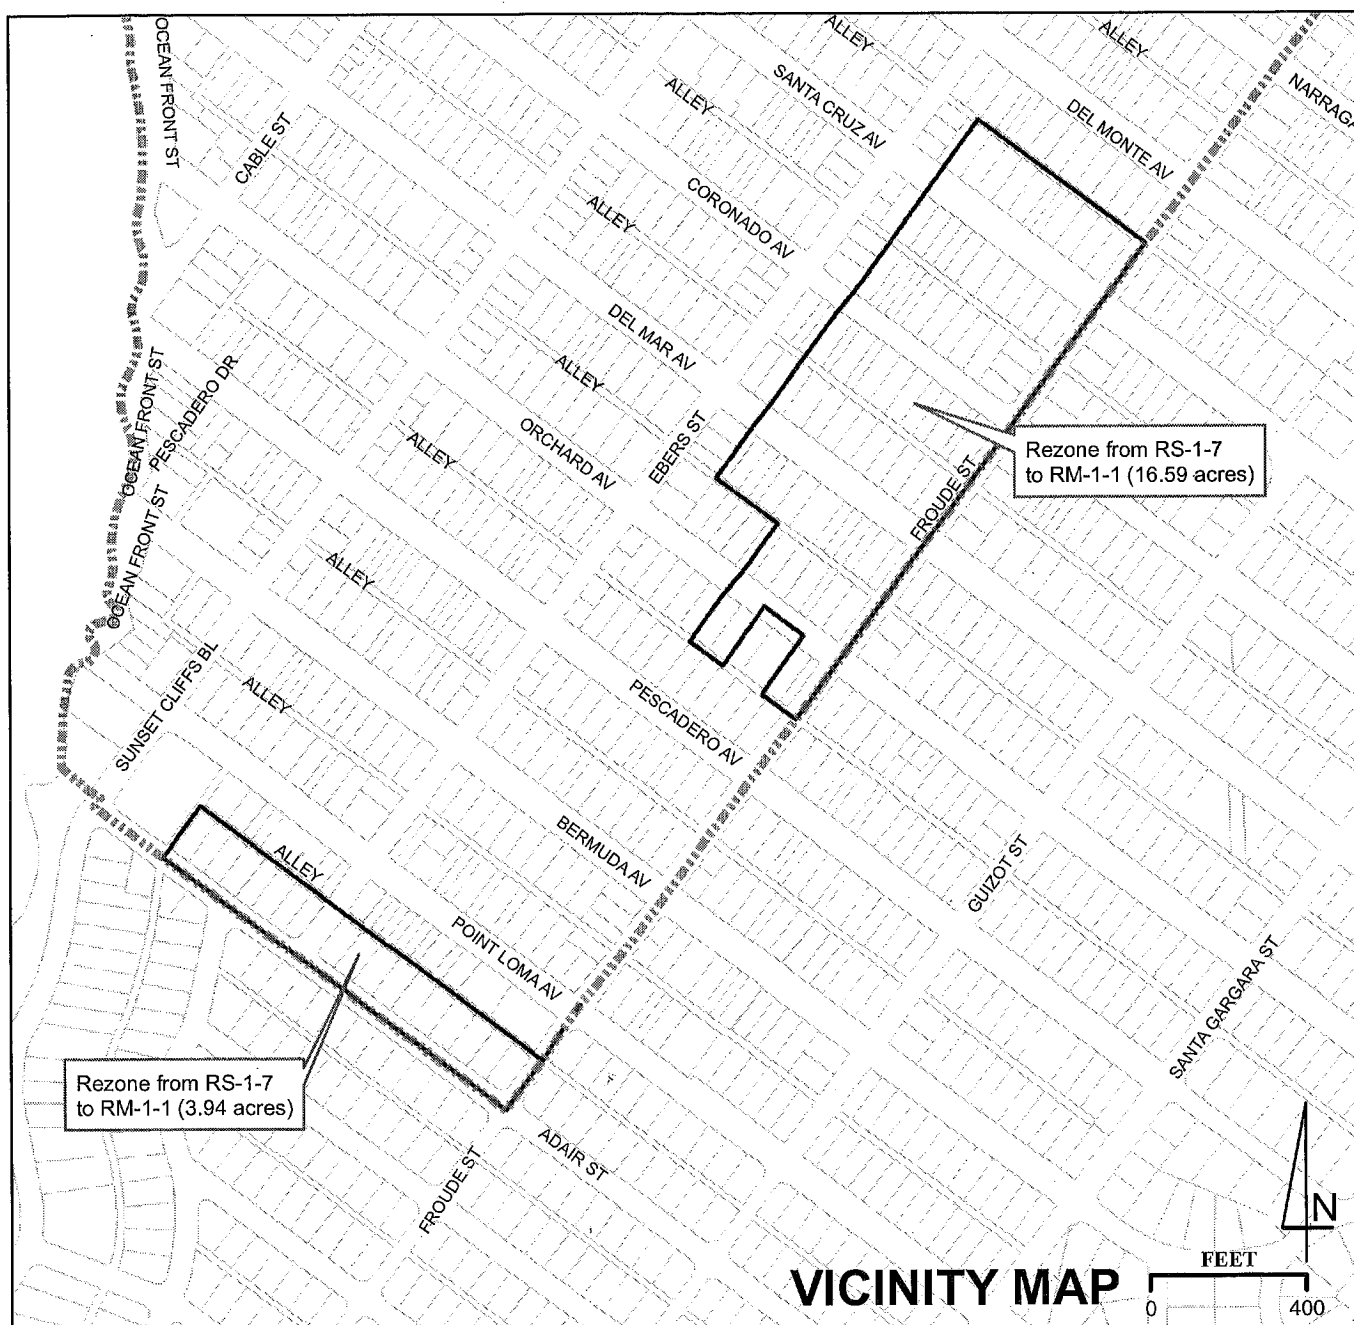 OCEAN FRONT ST
ALLEY
ALLEY
NARRAGA
SANTA CRUZ AV
ALLEY
DEL MONTE AV
CABLE ST
CORONADO AV
ALLEY
DEL MAR AV
ALLEY
OCEAN FRONT ST
PESCADERO DR
ORCHARD AV
ALLEY
EBERS ST
Rezone from RS-1-7
to RM-1-1 (16.59 acres)
FROUDE ST
OCEAN FRONT ST
ALLEY
SUNSET CLIFFS BL
ALLEY
PESCADERO AV
BERMUDA AV
ALLEY
GUIZOT ST
POINT LOMA AV
SANTA GARGARA ST
Rezone from RS-1-7
to RM-1-1 (3.94 acres)
ADAIR ST
FROUDE ST
N
VICINITY MAP
FEET
0 400